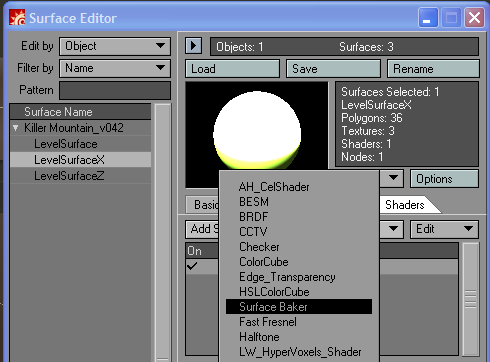 Surface Editor
Edit by Object
Filter by Name
Pattern
Surface Name
Killer Mountain_v042
LevelSurface
LevelSurfaceX
LevelSurfaceZ
Objects: 1 Surfaces: 3
Load Save Rename
Surfaces Selected: 1
LevelSurfaceX
Polygons: 36
Textures: 3
Shaders: 1
Nodes: 1
Options
Basic Shaders
Add S Edit
On
AH_CelShader
BESM
BRDF
CCTV
Checker
ColorCube
Edge_Transparency
HSLColorCube
Surface Baker
Fast Fresnel
Halftone
LW_HyperVoxels_Shader